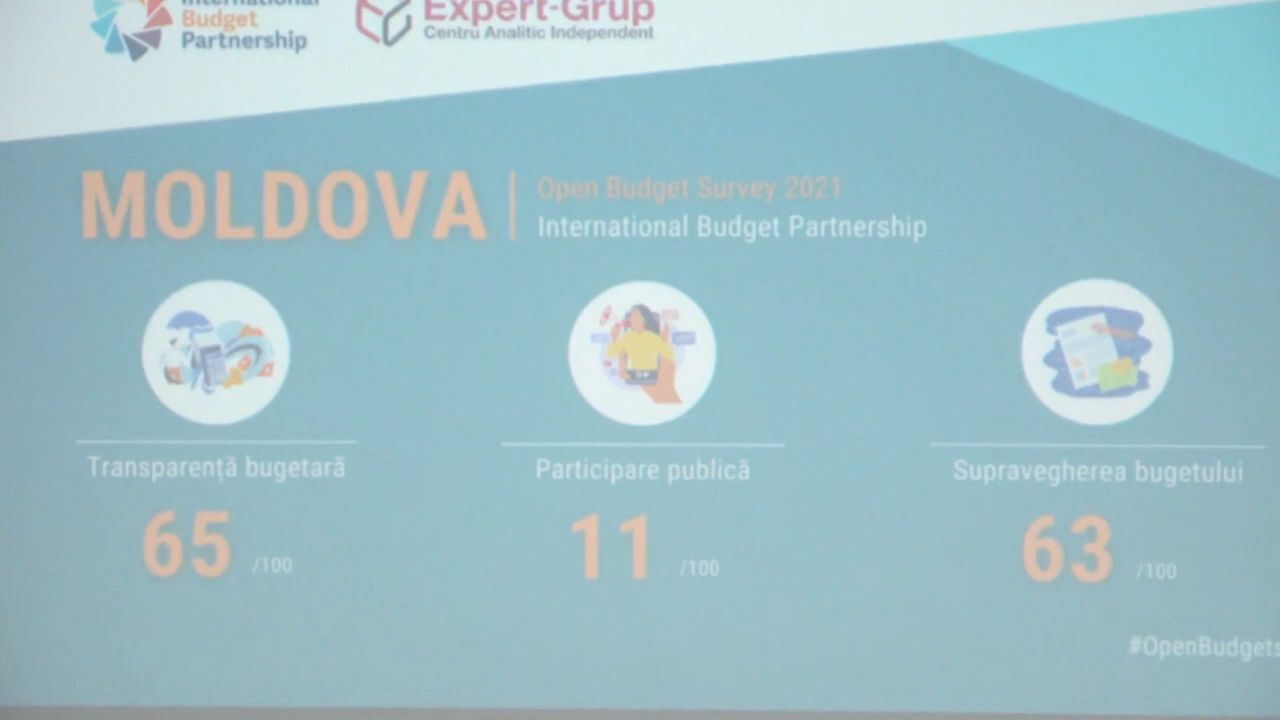 International
Budget
Partnership
Expert-Grup
Centru Analitic Independent
MOLDOVA
Open Budget Survey 2021
International Budget Partnership
Transparență bugetară
Participare publică
Supravegherea bugetului
65 /100
11 /100
63 /100
#OpenBudgets